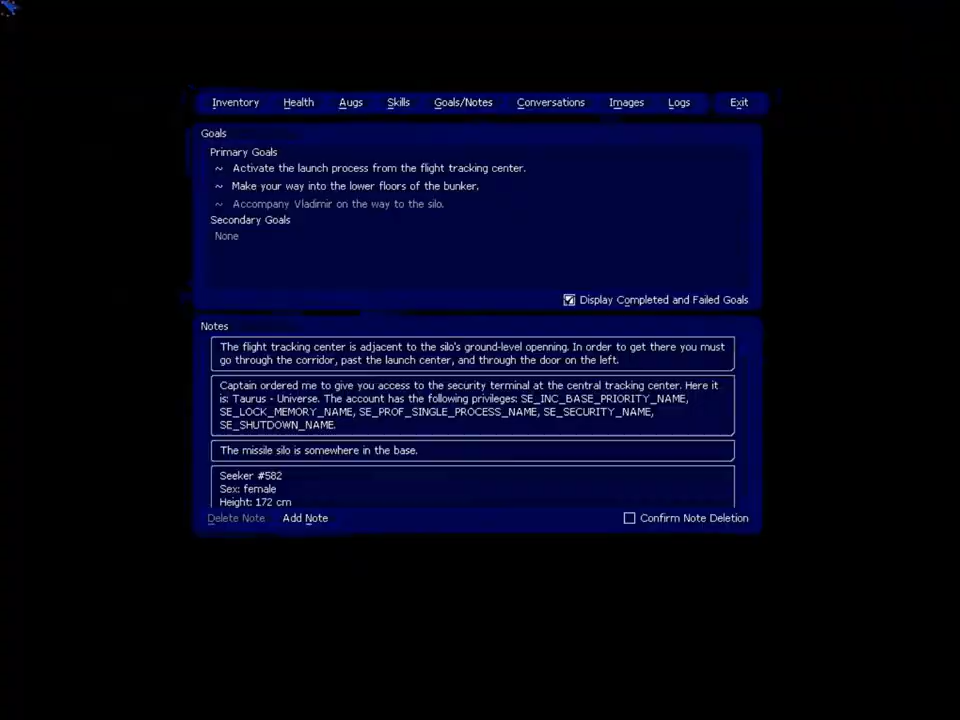 Inventory Health Augs Skills Goals/Notes Conversations Images Logs Exit
Goals
Primary Goals
~ Activate the launch process from the flight tracking center.
~ Make your way into the lower floors of the bunker.
~ Accompany Vladimir on the way to the silo.
Secondary Goals
None
Display Completed and Failed Goals
Notes
The flight tracking center is adjacent to the silo's ground-level openning. In order to get there you must
go through the corridor, past the launch center, and through the door on the left.
Captain ordered me to give you access to the security terminal at the central tracking center. Here it
is: Taurus - Universe. The account has the following privileges: SE_INC_BASE_PRIORITY_NAME,
SE_LOCK_MEMORY_NAME, SE_PROF_SINGLE_PROCESS_NAME, SE_SECURITY_NAME,
SE_SHUTDOWN_NAME.
The missile silo is somewhere in the base.
Seeker #582
Sex: female
Height: 172 cm
Delete Note Add Note Confirm Note Deletion